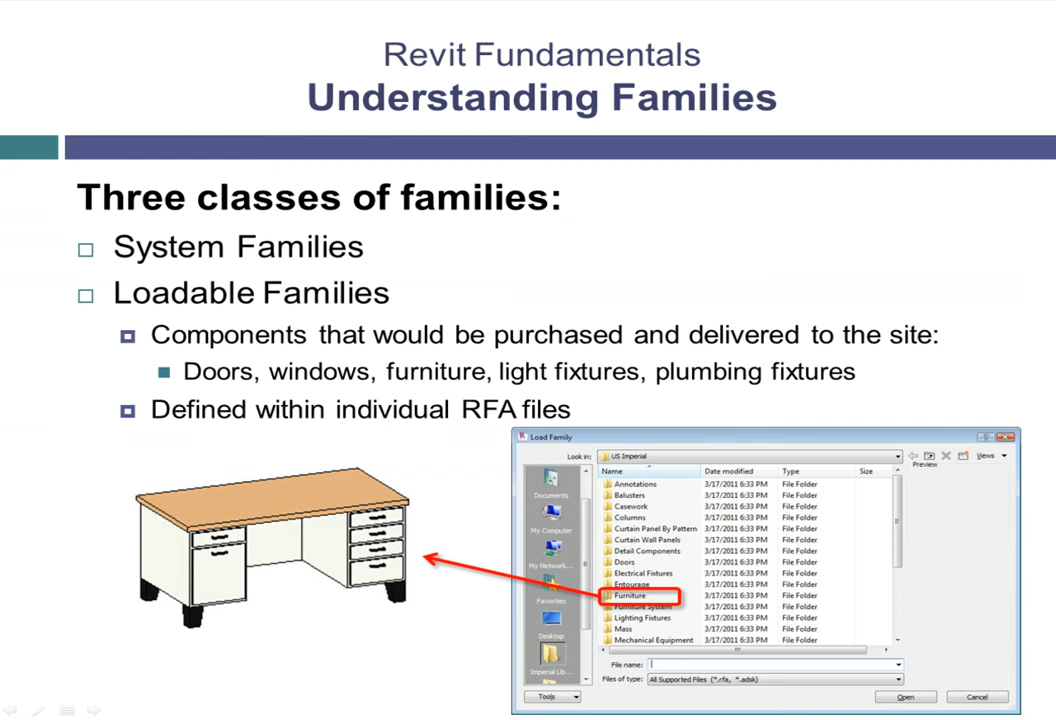 Revit Fundamentals
Understanding Families
Three classes of families:
System Families
Loadable Families
Components that would be purchased and delivered to the site:
Doors, windows, furniture, light fixtures, plumbing fixtures
Defined within individual RFA files
Load Family
Look in: US Imperial Views
Preview
Name Date modified Type Size
Annotations 3/17/2011 6:33 PM File Folder
Balusters 3/17/2011 6:33 PM File Folder
Casework 3/17/2011 6:33 PM File Folder
Columns 3/17/2011 6:33 PM File Folder
Curtain Panel By Pattern 3/17/2011 6:33 PM File Folder
Curtain Wall Panels 3/17/2011 6:33 PM File Folder
Detail Components 3/17/2011 6:33 PM File Folder
Doors 3/17/2011 6:33 PM File Folder
Electrical Fixtures 3/17/2011 6:33 PM File Folder
Entourage 3/17/2011 6:33 PM File Folder
Furniture 3/17/2011 6:33 PM File Folder
Furniture System 3/17/2011 6:33 PM File Folder
Lighting Fixtures 3/17/2011 6:33 PM File Folder
Mass 3/17/2011 6:33 PM File Folder
Mechanical Equipment 3/17/2011 6:33 PM File Folder
Documents
My Computer
My Network...
Favorites
Desktop
Imperial Lib...
File name:
Files of type: All Supported Files (*.rfa, *.adsk)
Tools Open Cancel